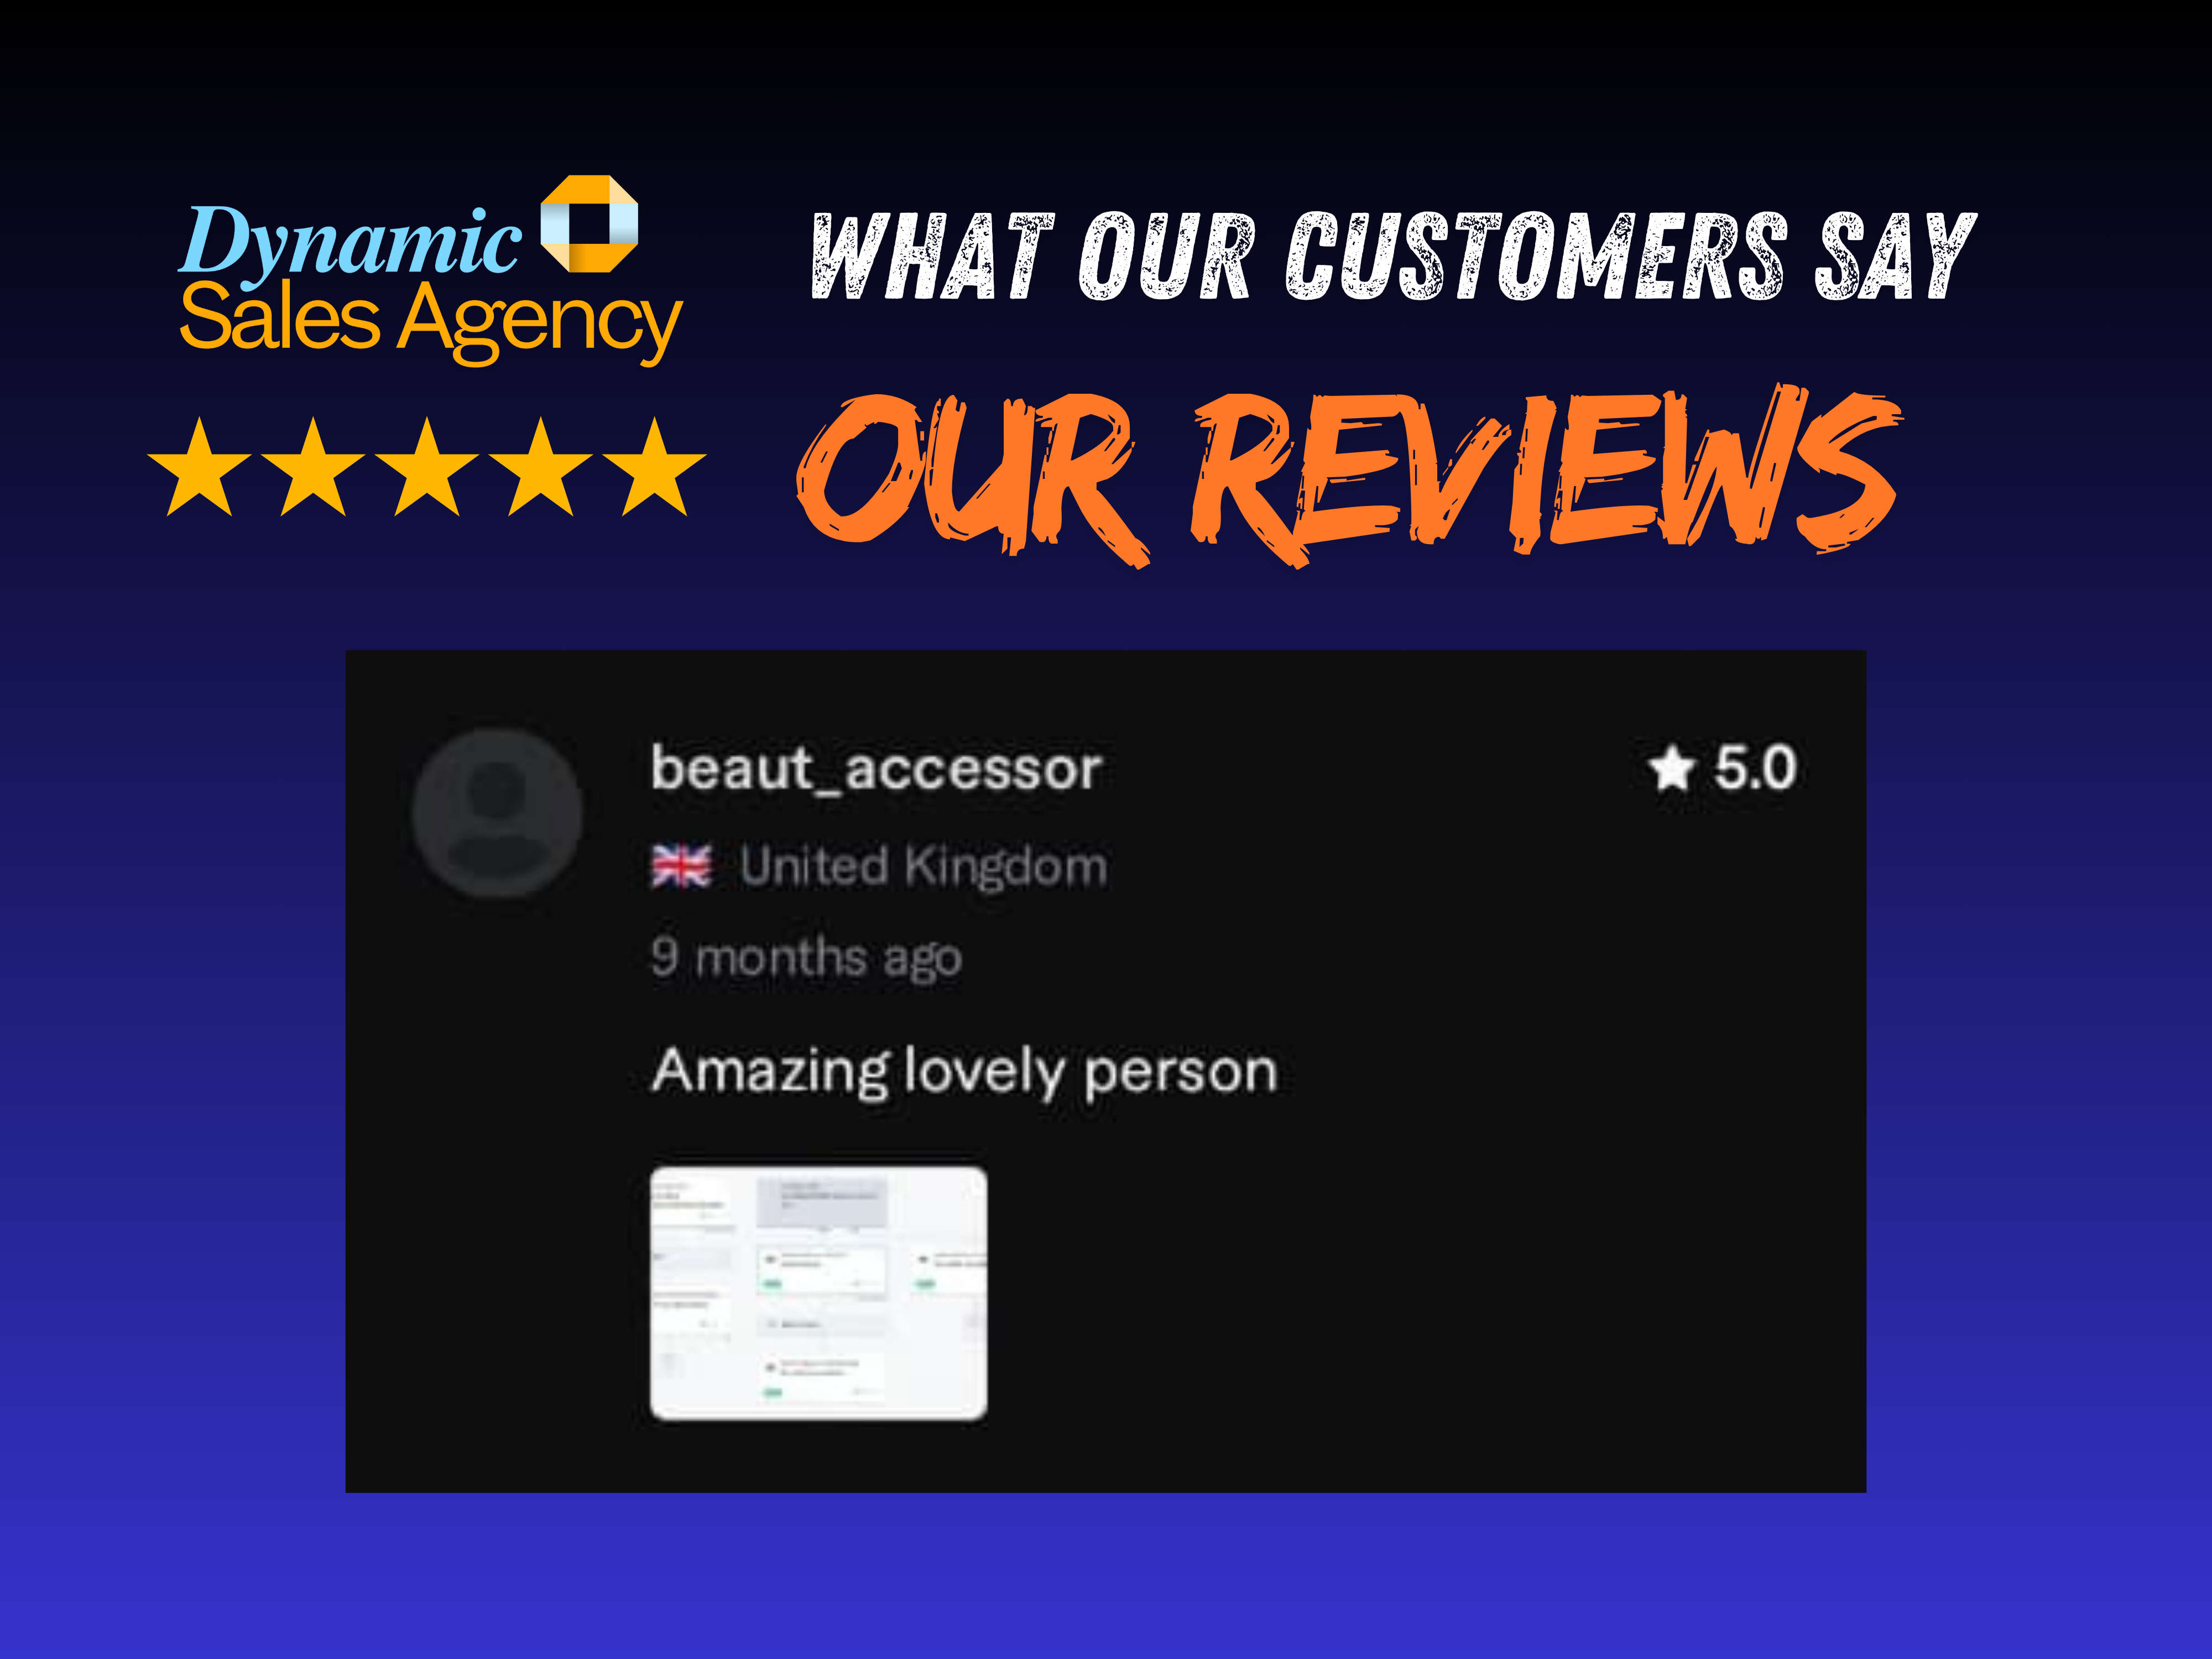 Dynamic
Sales Agency
WHAT OUR CUSTOMERS SAY
OUR REVIEWS
beaut_accessor
5.0
United Kingdom
9 months ago
Amazing lovely person